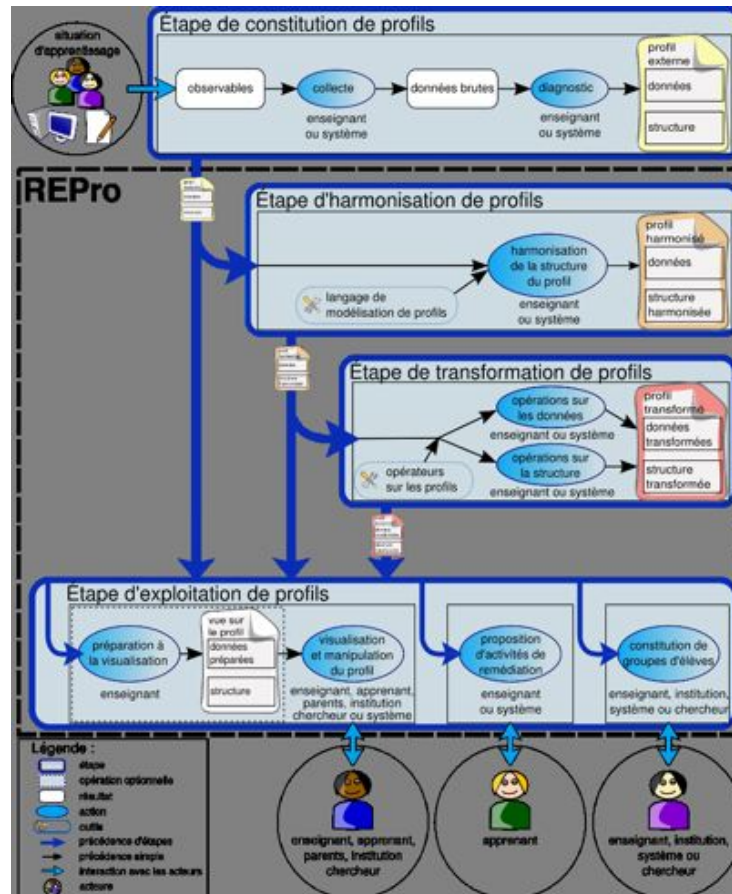 Étape de constitution de profils
situation
d'apprentissage
observables
collecte
enseignant
ou système
données brutes
diagnostic
enseignant
ou système
profil
externe
données
structure
REPro
Étape d'harmonisation de profils
langage de
modélisation de profils
harmonisation
de la structure
du profil
enseignant
ou système
profil
harmonisé
données
structure
harmonisée
Étape de transformation de profils
opérateurs
sur les profils
opérations sur
les données
enseignant ou système
opérations sur
la structure
enseignant ou système
profil
transformé
données
transformées
structure
transformée
Étape d'exploitation de profils
préparation à
la visualisation
enseignant
vue sur
le profil
données
préparées
structure
visualisation
et manipulation
du profil
enseignant, apprenant,
parents, institution
chercheur ou système
proposition
d'activités de
remédiation
enseignant
ou système
constitution de
groupes d'élèves
enseignant, institution,
système ou chercheur
Légende :
étape
opération optionnelle
résultat
action
outils
précédence d'étapes
précédence simple
interaction avec les acteurs
acteurs
enseignant, apprenant,
parents, institution
chercheur
apprenant
enseignant, institution,
système ou
chercheur